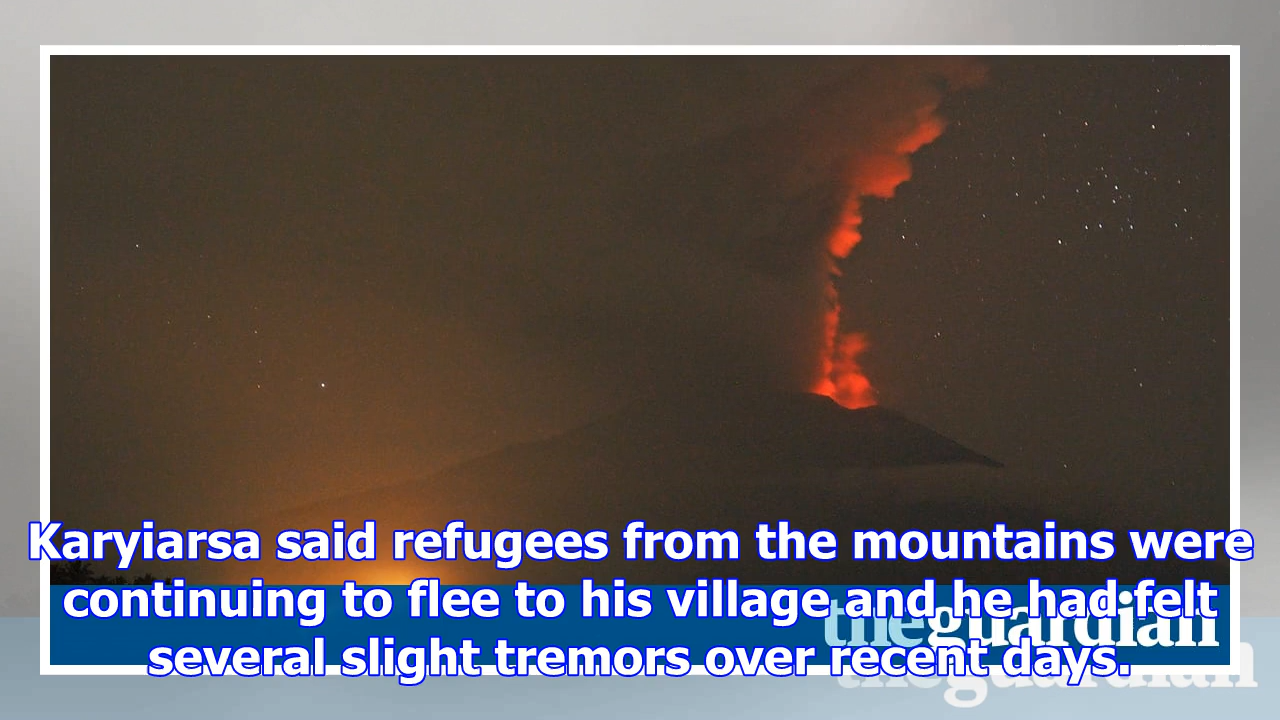 Karyiarsa said refugees from the mountains were
continuing to flee to his village and he had felt
several slight tremors over recent days.
theguardian
theguardian